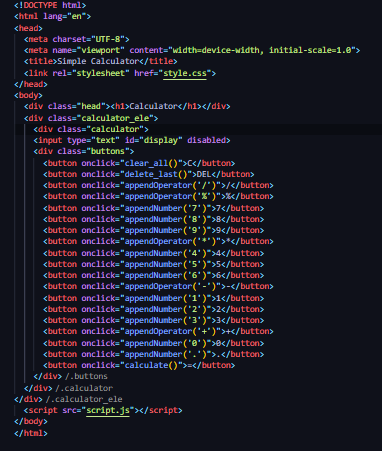 <!DOCTYPE html>
<html lang="en">
<head>
<meta charset="UTF-8">
<meta name="viewport" content="width=device-width, initial-scale=1.0">
<title>Simple Calculator</title>
<link rel="stylesheet" href="style.css">
</head>
<body>
<div class="head"><h1>Calculator</h1></div>
<div class="calculator_ele">
<div class="calculator">
<input type="text" id="display" disabled>
<div class="buttons">
<button onclick="clear_all()">C</button>
<button onclick="delete_last()">DEL</button>
<button onclick="appendOperator('/')">/</button>
<button onclick="appendOperator('%')">%</button>
<button onclick="appendNumber('7')">7</button>
<button onclick="appendNumber('8')">8</button>
<button onclick="appendNumber('9')">9</button>
<button onclick="appendOperator('*')">*</button>
<button onclick="appendNumber('4')">4</button>
<button onclick="appendNumber('5')">5</button>
<button onclick="appendNumber('6')">6</button>
<button onclick="appendOperator('-')">-</button>
<button onclick="appendNumber('1')">1</button>
<button onclick="appendNumber('2')">2</button>
<button onclick="appendNumber('3')">3</button>
<button onclick="appendOperator('+')">+</button>
<button onclick="appendNumber('0')">0</button>
<button onclick="appendNumber('.')">.</button>
<button onclick="calculate()">=</button>
</div> /.buttons
</div> /.calculator
</div> /.calculator_ele
<script src="script.js"></script>
</body>
</html>